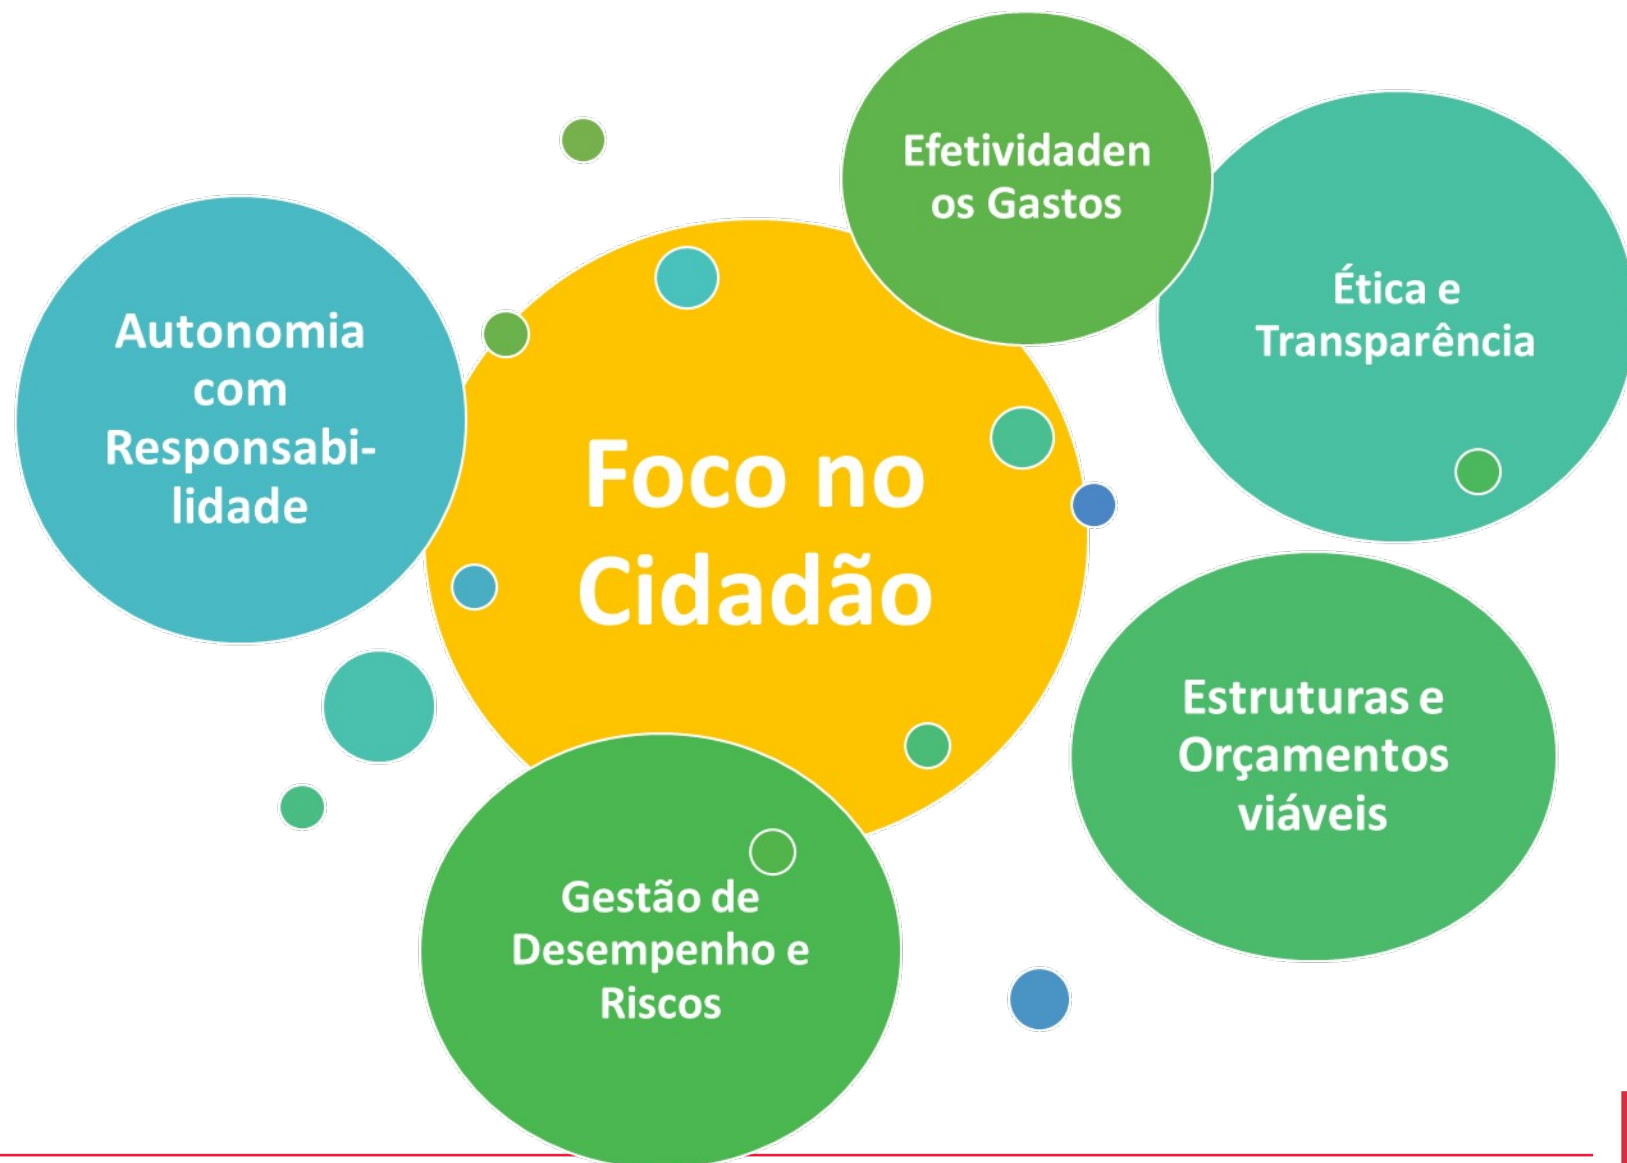 Efetividaden
os Gastos
Ética e
Transparência
Autonomia
com
Responsabi-
lidade
Foco no
Cidadão
Estruturas e
Orçamentos
viáveis
Gestão de
Desempenho e
Riscos